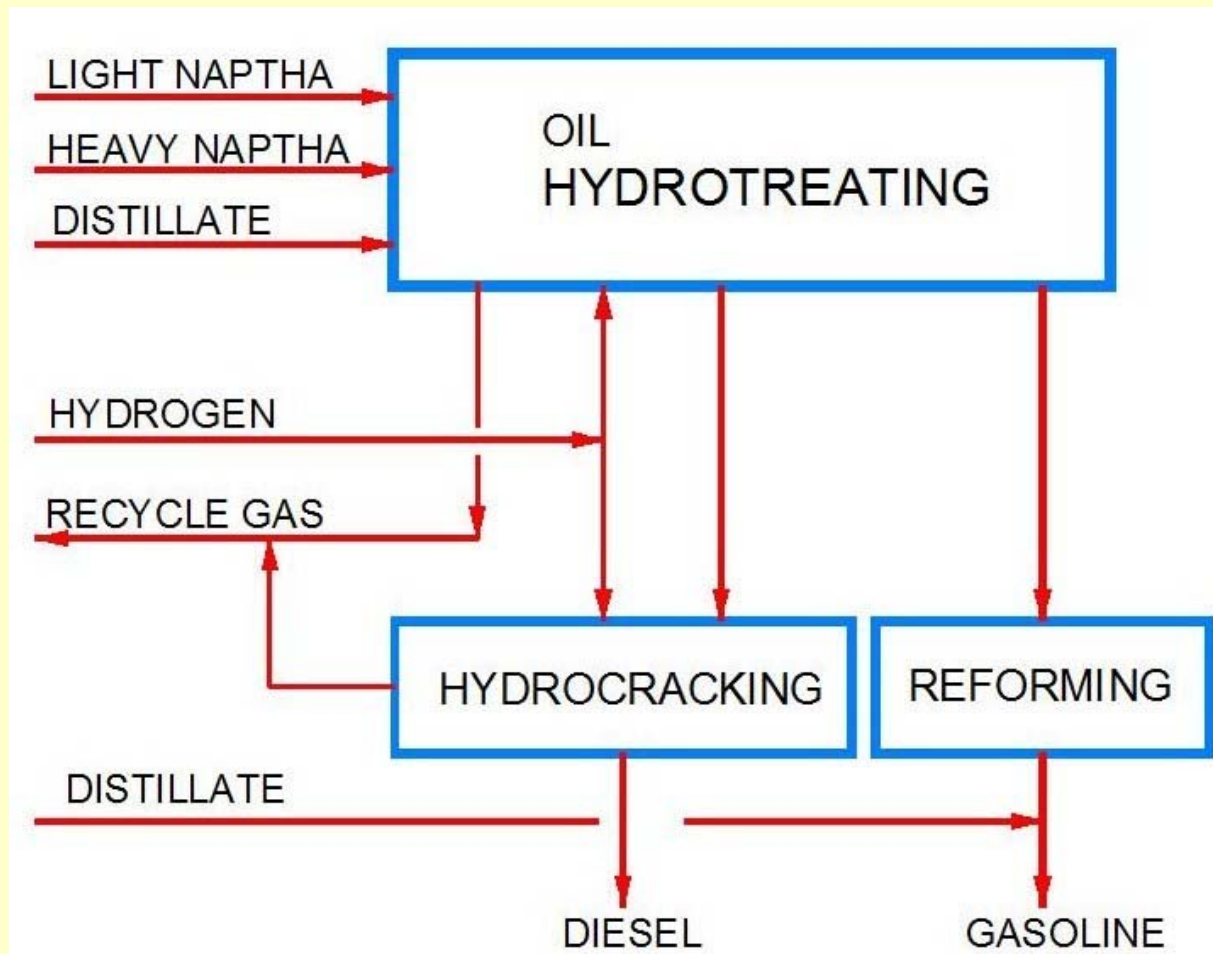 LIGHT NAPTHA
HEAVY NAPTHA
DISTILLATE
OIL
HYDROTREATING
HYDROGEN
RECYCLE GAS
HYDROCRACKING
REFORMING
DISTILLATE
DIESEL
GASOLINE